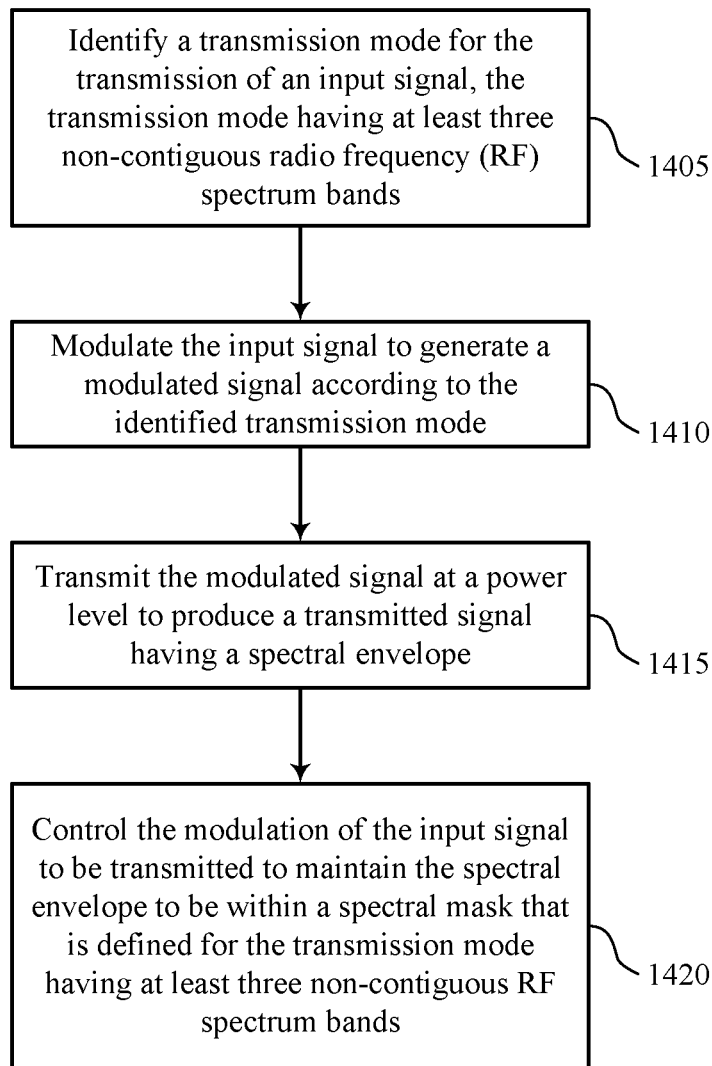 Identify a transmission mode for the
transmission of an input signal, the
transmission mode having at least three
non-contiguous radio frequency (RF)
spectrum bands
1405
Modulate the input signal to generate a
modulated signal according to the
identified transmission mode
1410
Transmit the modulated signal at a power
level to produce a transmitted signal
having a spectral envelope
1415
Control the modulation of the input signal
to be transmitted to maintain the spectral
envelope to be within a spectral mask that
is defined for the transmission mode
having at least three non-contiguous RF
spectrum bands
1420